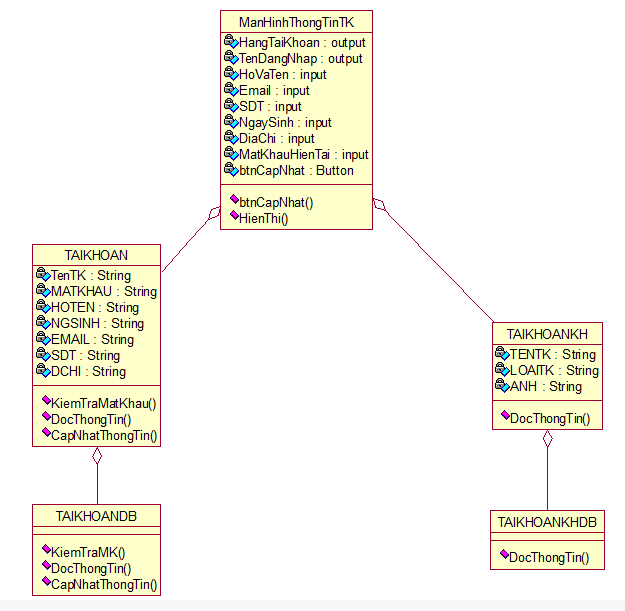 ManHinhThongTinTK
HangTaiKhoan : output
TenDangNhap : output
HoVaTen : input
Email : input
SDT : input
NgaySinh : input
DiaChi : input
MatKhauHienTai : input
btnCapNhat : Button
btnCapNhat()
HienThi()
TAIKHOAN
TenTK : String
MATKHAU : String
HOTEN : String
NGSINH : String
EMAIL : String
SDT : String
DCHI : String
KiemTraMatKhau()
DocThongTin()
CapNhatThongTin()
TAIKHOANKH
TENTK : String
LOAITK : String
ANH : String
DocThongTin()
TAIKHOANDB
KiemTraMK()
DocThongTin()
CapNhatThongTin()
TAIKHOANKHDB
DocThongTin()